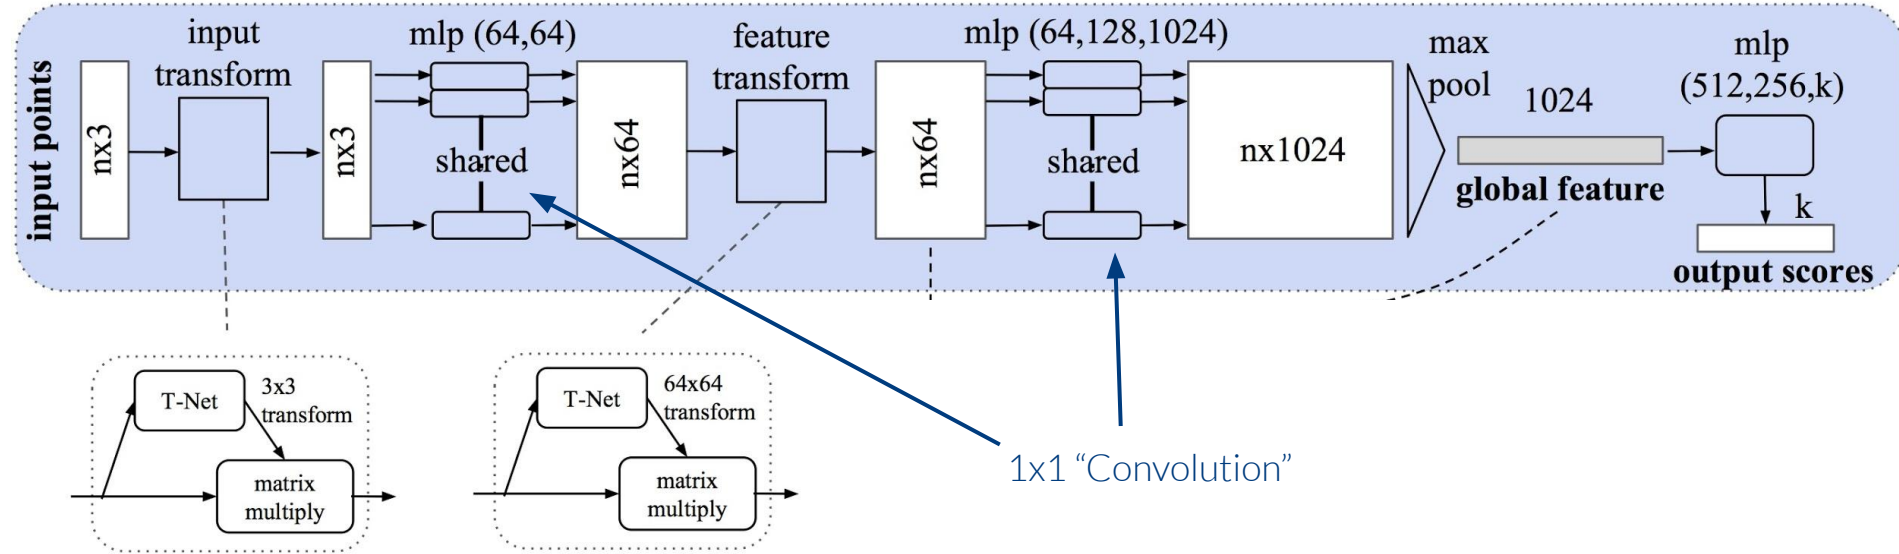 input points
nx3
input
transform
nx3
mlp (64,64)
shared
nx64
feature
transform
nx64
mlp (64,128,1024)
shared
nx1024
max
pool
1024
global feature
mlp
(512,256,k)
k
output scores
T-Net
3x3
transform
matrix
multiply
T-Net
64x64
transform
matrix
multiply
1x1 “Convolution”